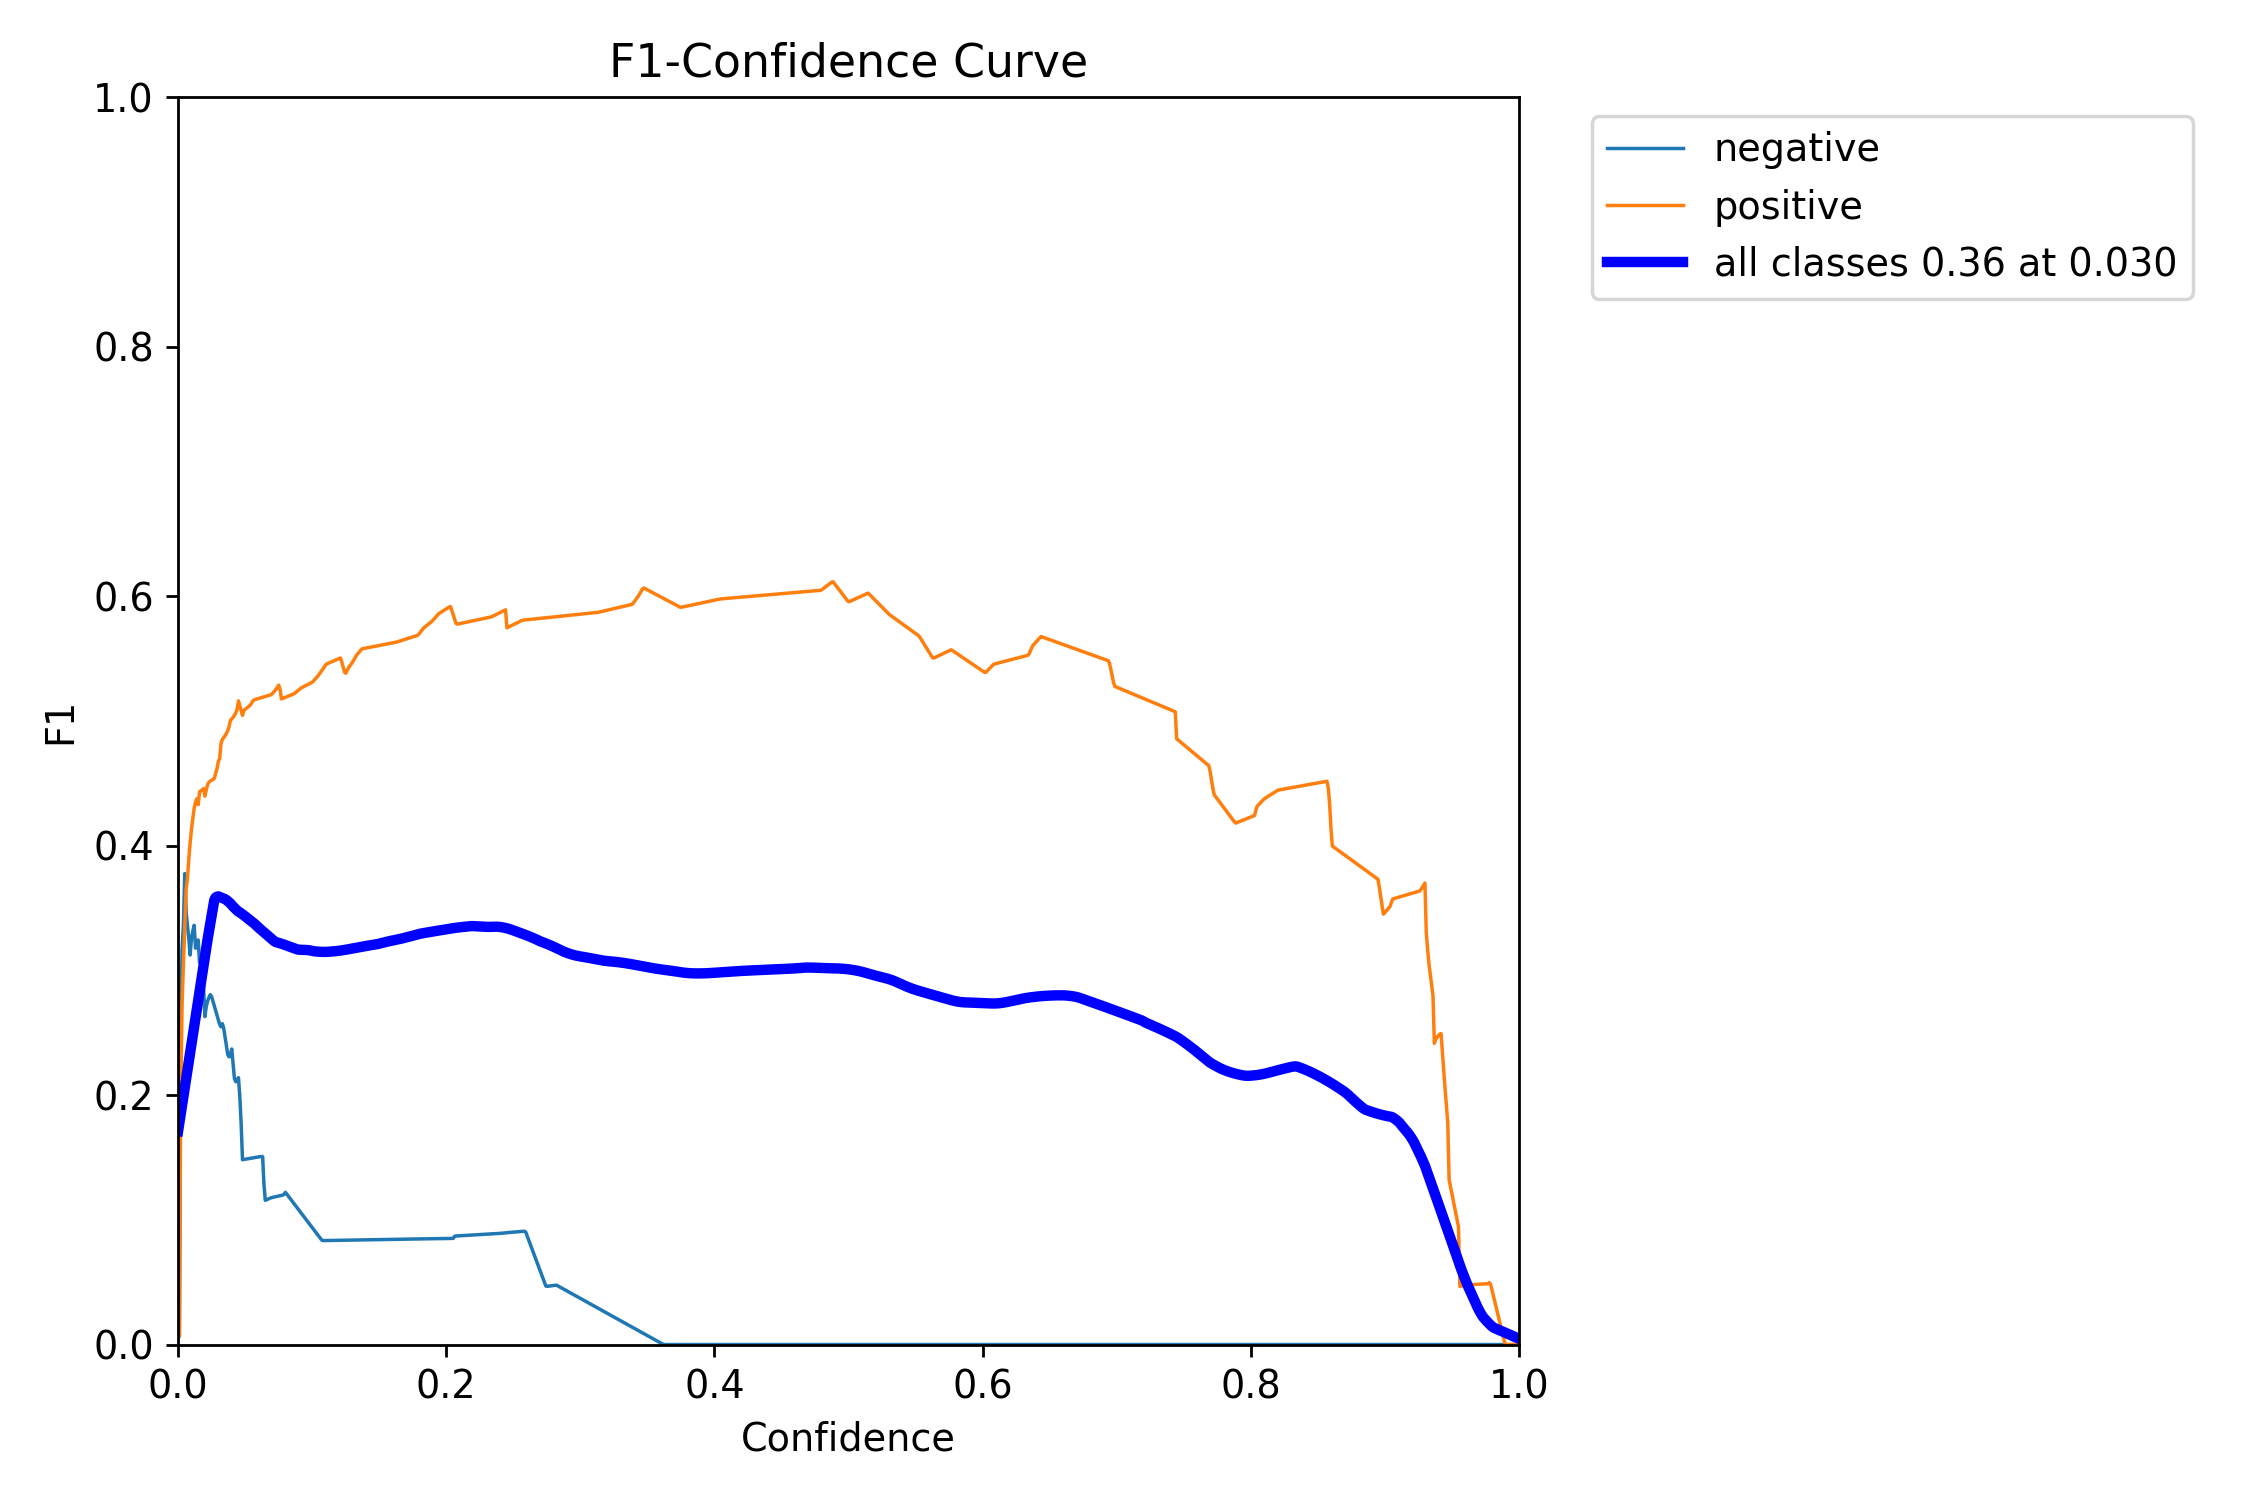 F1-Confidence Curve
1.0
0.8
0.6
0.4
0.2
0.0
F1
0.0 0.2 0.4 0.6 0.8 1.0
Confidence
negative
positive
all classes 0.36 at 0.030